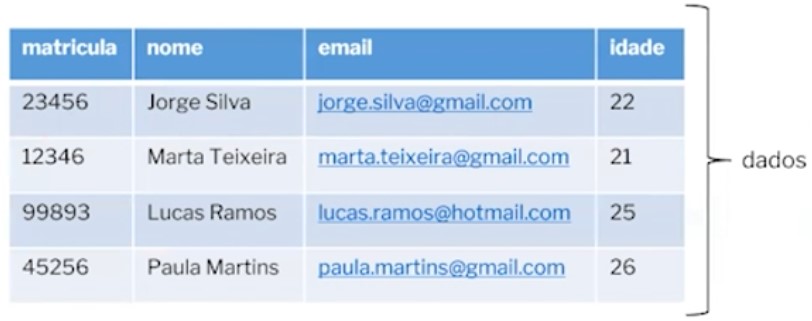 matricula nome email idade
23456 Jorge Silva jorge.silva@gmail.com 22
12346 Marta Teixeira marta.teixeira@gmail.com 21
99893 Lucas Ramos lucas.ramos@hotmail.com 25
45256 Paula Martins paula.martins@gmail.com 26
dados